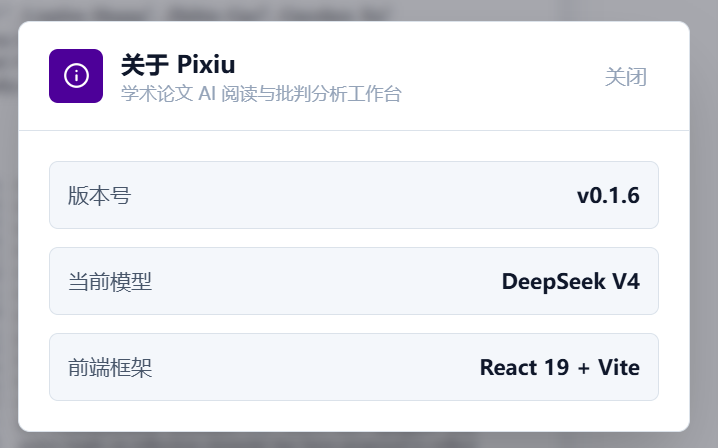 关于 Pixiu
学术论文 AI 阅读与批判分析工作台
关闭
版本号
v0.1.6
当前模型
DeepSeek V4
前端框架
React 19 + Vite